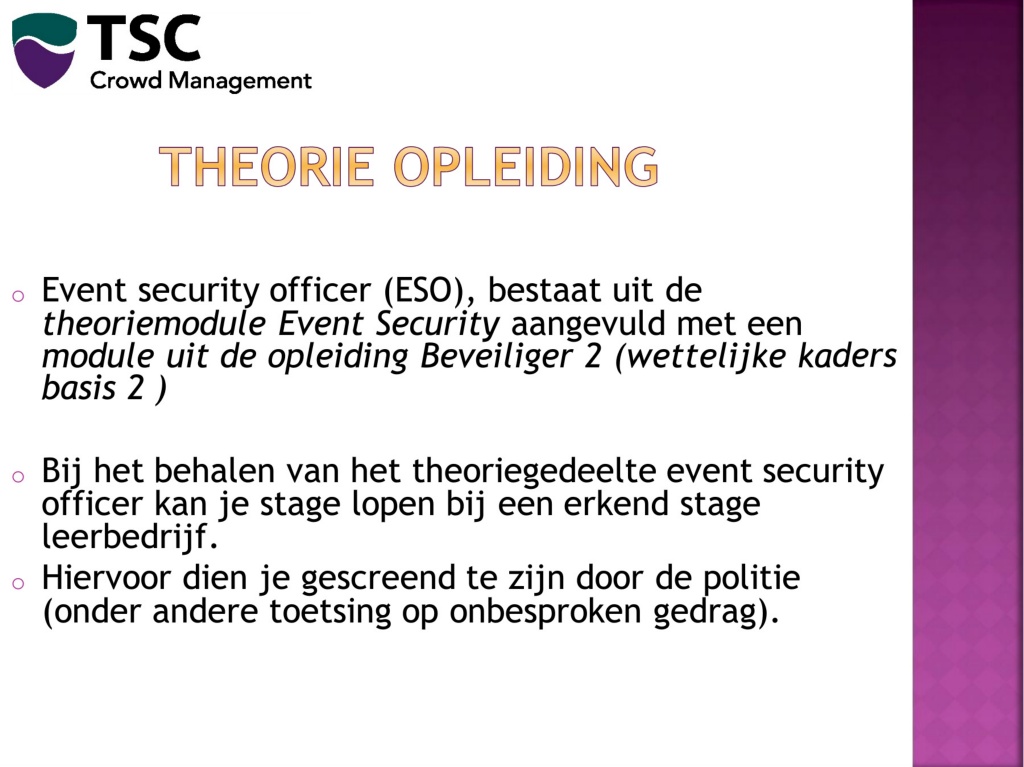 TSC
Crowd Management
THEORIE OPLEIDING
o Event security officer (ESO), bestaat uit de
theoriemodule Event Security aangevuld met een
module uit de opleiding Beveiliger 2 (wettelijke kaders
basis 2 )
o Bij het behalen van het theoriegedeelte event security
officer kan je stage lopen bij een erkend stage
leerbedrijf.
o Hiervoor dien je gescreend te zijn door de politie
(onder andere toetsing op onbesproken gedrag).